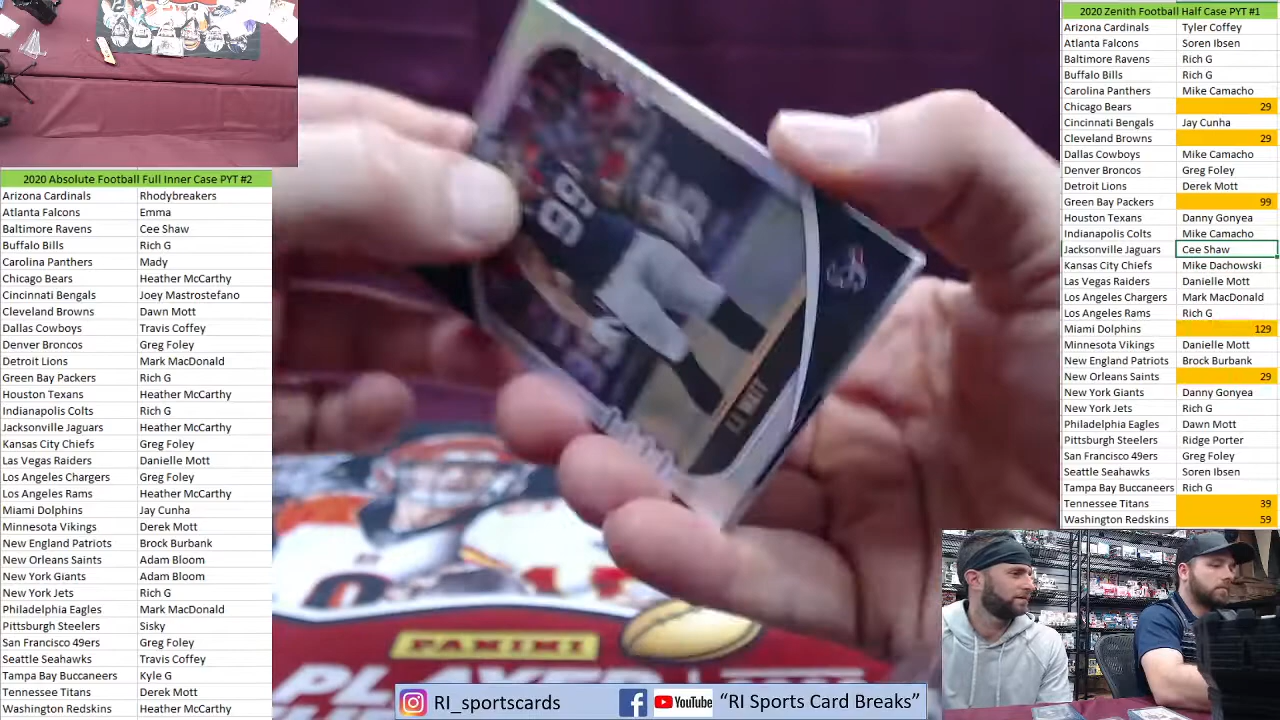 2020 Absolute Football Full Inner Case PYT #2
Arizona Cardinals Rhodybreakers
Atlanta Falcons Emma
Baltimore Ravens Cee Shaw
Buffalo Bills Rich G
Carolina Panthers Mady
Chicago Bears Heather McCarthy
Cincinnati Bengals Joey Mastrostefano
Cleveland Browns Dawn Mott
Dallas Cowboys Travis Coffey
Denver Broncos Greg Foley
Detroit Lions Mark MacDonald
Green Bay Packers Rich G
Houston Texans Heather McCarthy
Indianapolis Colts Rich G
Jacksonville Jaguars Heather McCarthy
Kansas City Chiefs Greg Foley
Las Vegas Raiders Danielle Mott
Los Angeles Chargers Greg Foley
Los Angeles Rams Heather McCarthy
Miami Dolphins Jay Cunha
Minnesota Vikings Derek Mott
New England Patriots Brock Burbank
New Orleans Saints Adam Bloom
New York Giants Adam Bloom
New York Jets Rich G
Philadelphia Eagles Mark MacDonald
Pittsburgh Steelers Sisky
San Francisco 49ers Greg Foley
Seattle Seahawks Travis Coffey
Tampa Bay Buccaneers Kyle G
Tennessee Titans Derek Mott
Washington Redskins Heather McCarthy
99
J.J. WATT
PANINI
PLAYER
RI_sportscards
YouTube "RI Sports Card Breaks"
2020 Zenith Football Half Case PYT #1
Arizona Cardinals Tyler Coffey
Atlanta Falcons Soren Ibsen
Baltimore Ravens Rich G
Buffalo Bills Rich G
Carolina Panthers Mike Camacho
Chicago Bears 29
Cincinnati Bengals Jay Cunha
Cleveland Browns 29
Dallas Cowboys Mike Camacho
Denver Broncos Greg Foley
Detroit Lions Derek Mott
Green Bay Packers 99
Houston Texans Danny Gonyea
Indianapolis Colts Mike Camacho
Jacksonville Jaguars Cee Shaw
Kansas City Chiefs Mike Dachowski
Las Vegas Raiders Danielle Mott
Los Angeles Chargers Mark MacDonald
Los Angeles Rams Rich G
Miami Dolphins 129
Minnesota Vikings Danielle Mott
New England Patriots Brock Burbank
New Orleans Saints 29
New York Giants Danny Gonyea
New York Jets Rich G
Philadelphia Eagles Dawn Mott
Pittsburgh Steelers Ridge Porter
San Francisco 49ers Greg Foley
Seattle Seahawks Soren Ibsen
Tampa Bay Buccaneers Rich G
Tennessee Titans 39
Washington Redskins 59